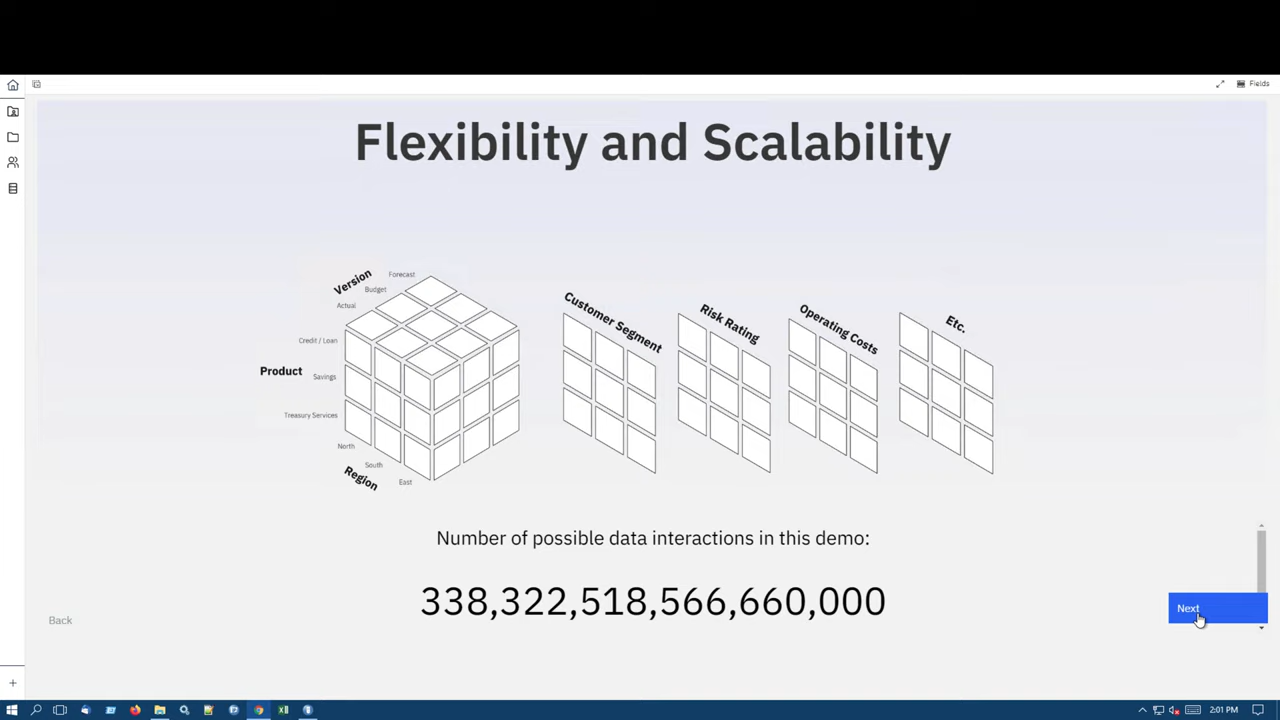 Fields
Flexibility and Scalability
Version
Forecast
Budget
Actual
Credit / Loan
Product
Savings
Treasury Services
North
South
East
Region
Customer Segment
Risk Rating
Operating Costs
Etc.
Number of possible data interactions in this demo:
338,322,518,566,660,000
Back
Next
2:01 PM